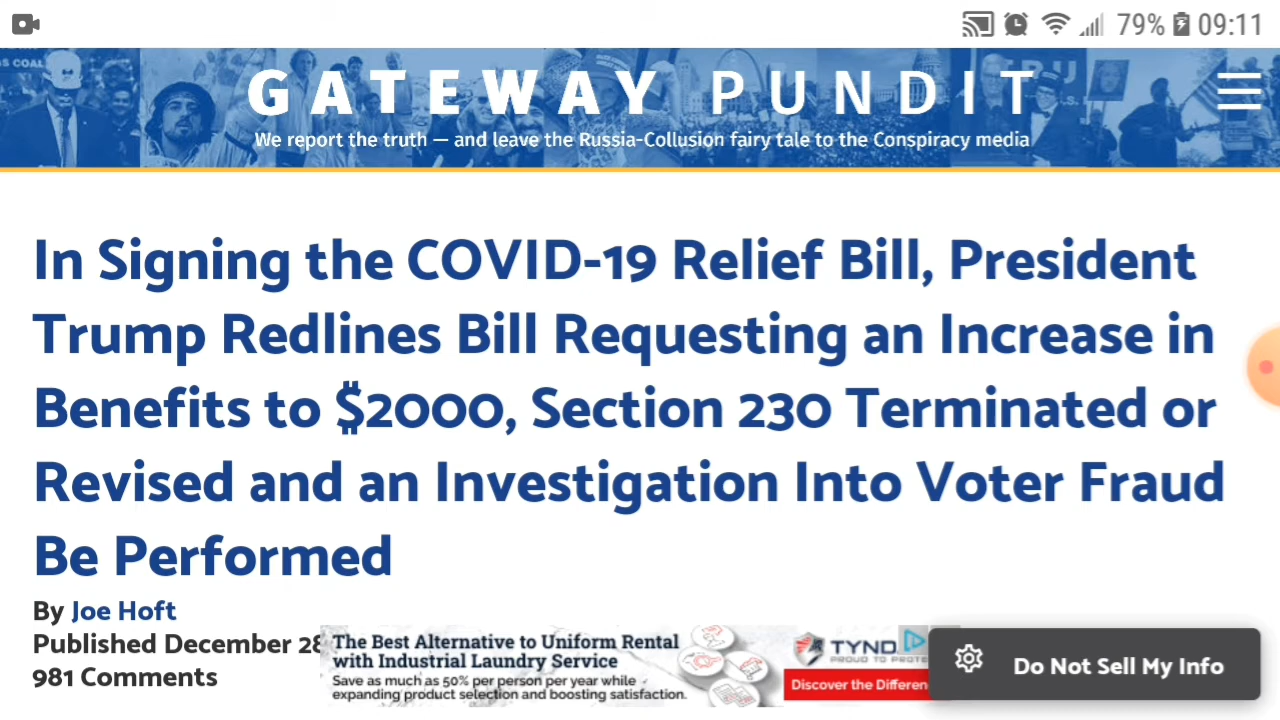 79% 09:11
GATEWAY PUNDIT
We report the truth — and leave the Russia-Collusion fairy tale to the Conspiracy media
In Signing the COVID-19 Relief Bill, President
Trump Redlines Bill Requesting an Increase in
Benefits to $2000, Section 230 Terminated or
Revised and an Investigation Into Voter Fraud
Be Performed
By Joe Hoft
Published December 28
981 Comments
The Best Alternative to Uniform Rental
with Industrial Laundry Service
Save as much as 50% per person per year while
expanding product selection and boosting satisfaction.
Discover the
Do Not Sell My Info